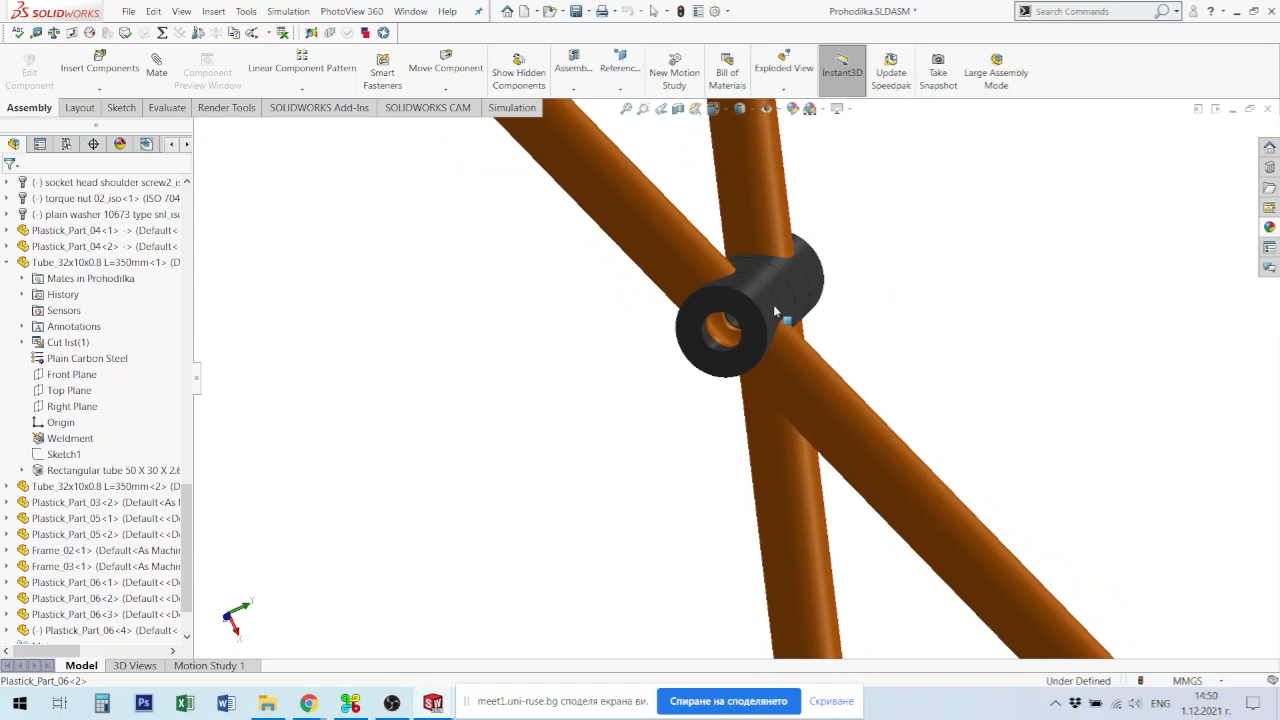 SOLIDWORKS File Edit View Insert Tools Simulation PhotoView 360 Window Help Prohodilka.SLDASM * Search Commands
Edit Component
Insert Components
Mate
Component Preview Window
Linear Component Pattern
Smart Fasteners
Move Component
Show Hidden Components
Assemb...
Referenc...
New Motion Study
Bill of Materials
Exploded View
Instant3D
Update Speedpak
Take Snapshot
Large Assembly Mode
Assembly Layout Sketch Evaluate Render Tools SOLIDWORKS Add-Ins SOLIDWORKS CAM Simulation
(-) socket head shoulder screw2_is
(-) torque nut 02_iso<1> (ISO 704
(-) plain washer 10673 type snl_iso
Plastick_Part_04<1> -> (Default<
Plastick_Part_04<2> -> (Default<
Tube_32x10x0.8 L=350mm<1> (D
Mates in Prohodilka
History
Sensors
Annotations
Cut list(1)
Plain Carbon Steel
Front Plane
Top Plane
Right Plane
Origin
Weldment
Sketch1
Rectangular tube 50 X 30 X 2.6
Tube_32x10x0.8 L=350mm<2> (D
Plastick_Part_03<2> (Default<As M
Plastick_Part_05<1> (Default<<De
Plastick_Part_05<2> (Default<<De
Frame_02<1> (Default<As Machin
Frame_03<1> (Default<As Machin
Plastick_Part_06<1> (Default<<De
Plastick_Part_06<2> (Default<<De
Plastick_Part_06<3> (Default<<De
(-) Plastick_Part_06<4> (Default<
Y
X
Model 3D Views Motion Study 1
Plastick_Part_06<2>
Under Defined MMGS
meet1.uni-ruse.bg споделя екрана ви. Спиране на споделянето Скриване
ENG
14:50
1.12.2021 г.